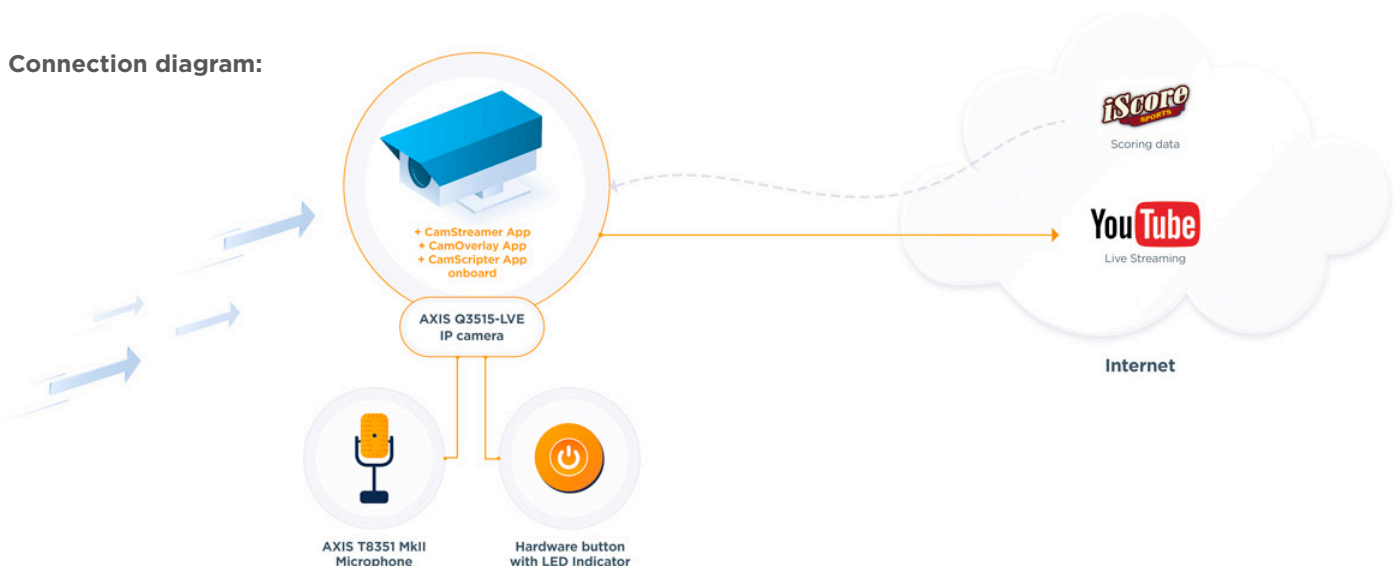 Connection diagram:
iScore
SPORTS
Scoring data
+ CamStreamer App
+ CamOverlay App
+ CamScripter App
onboard
YouTube
Live Streaming
AXIS Q3515-LVE
IP camera
Internet
AXIS T8351 MkII
Microphone
Hardware button
with LED Indicator